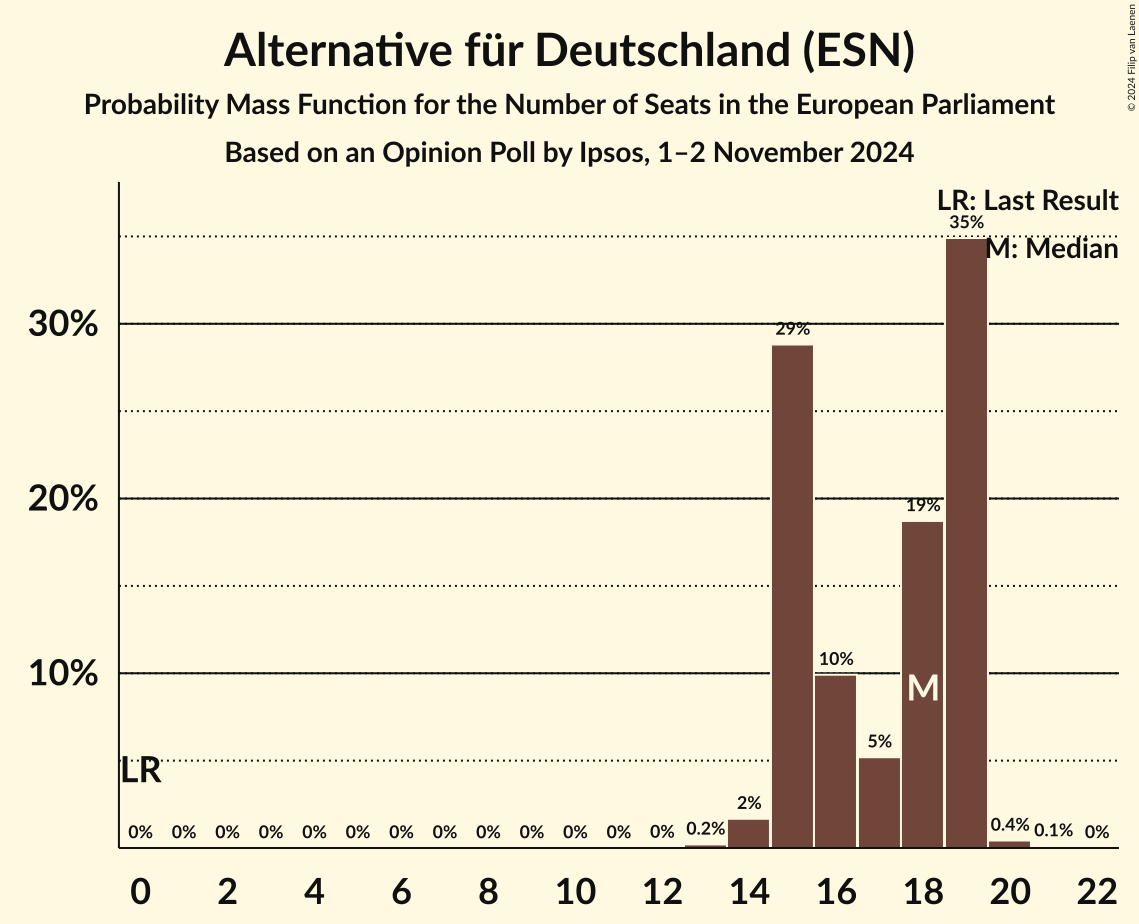 Alternative für Deutschland (ESN)
Probability Mass Function for the Number of Seats in the European Parliament
Based on an Opinion Poll by Ipsos, 1–2 November 2024
© 2024 Filip van Laenen
LR: Last Result
M: Median
35%
30%
29%
20%
19%
10%
10%
M
5%
LR
2%
0% 0% 0% 0% 0% 0% 0% 0% 0% 0% 0% 0% 0% 0.2% 0.4% 0.1% 0%
0 2 4 6 8 10 12 14 16 18 20 22